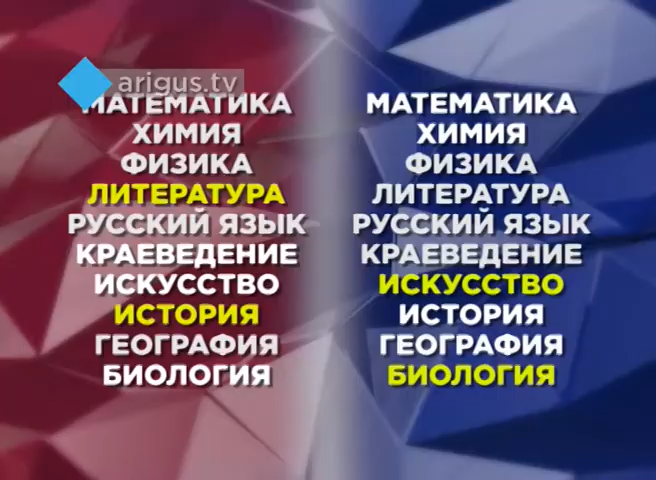 arigus.tv
МАТЕМАТИКА
ХИМИЯ
ФИЗИКА
ЛИТЕРАТУРА
РУССКИЙ ЯЗЫК
КРАЕВЕДЕНИЕ
ИСКУССТВО
ИСТОРИЯ
ГЕОГРАФИЯ
БИОЛОГИЯ
МАТЕМАТИКА
ХИМИЯ
ФИЗИКА
ЛИТЕРАТУРА
РУССКИЙ ЯЗЫК
КРАЕВЕДЕНИЕ
ИСКУССТВО
ИСТОРИЯ
ГЕОГРАФИЯ
БИОЛОГИЯ